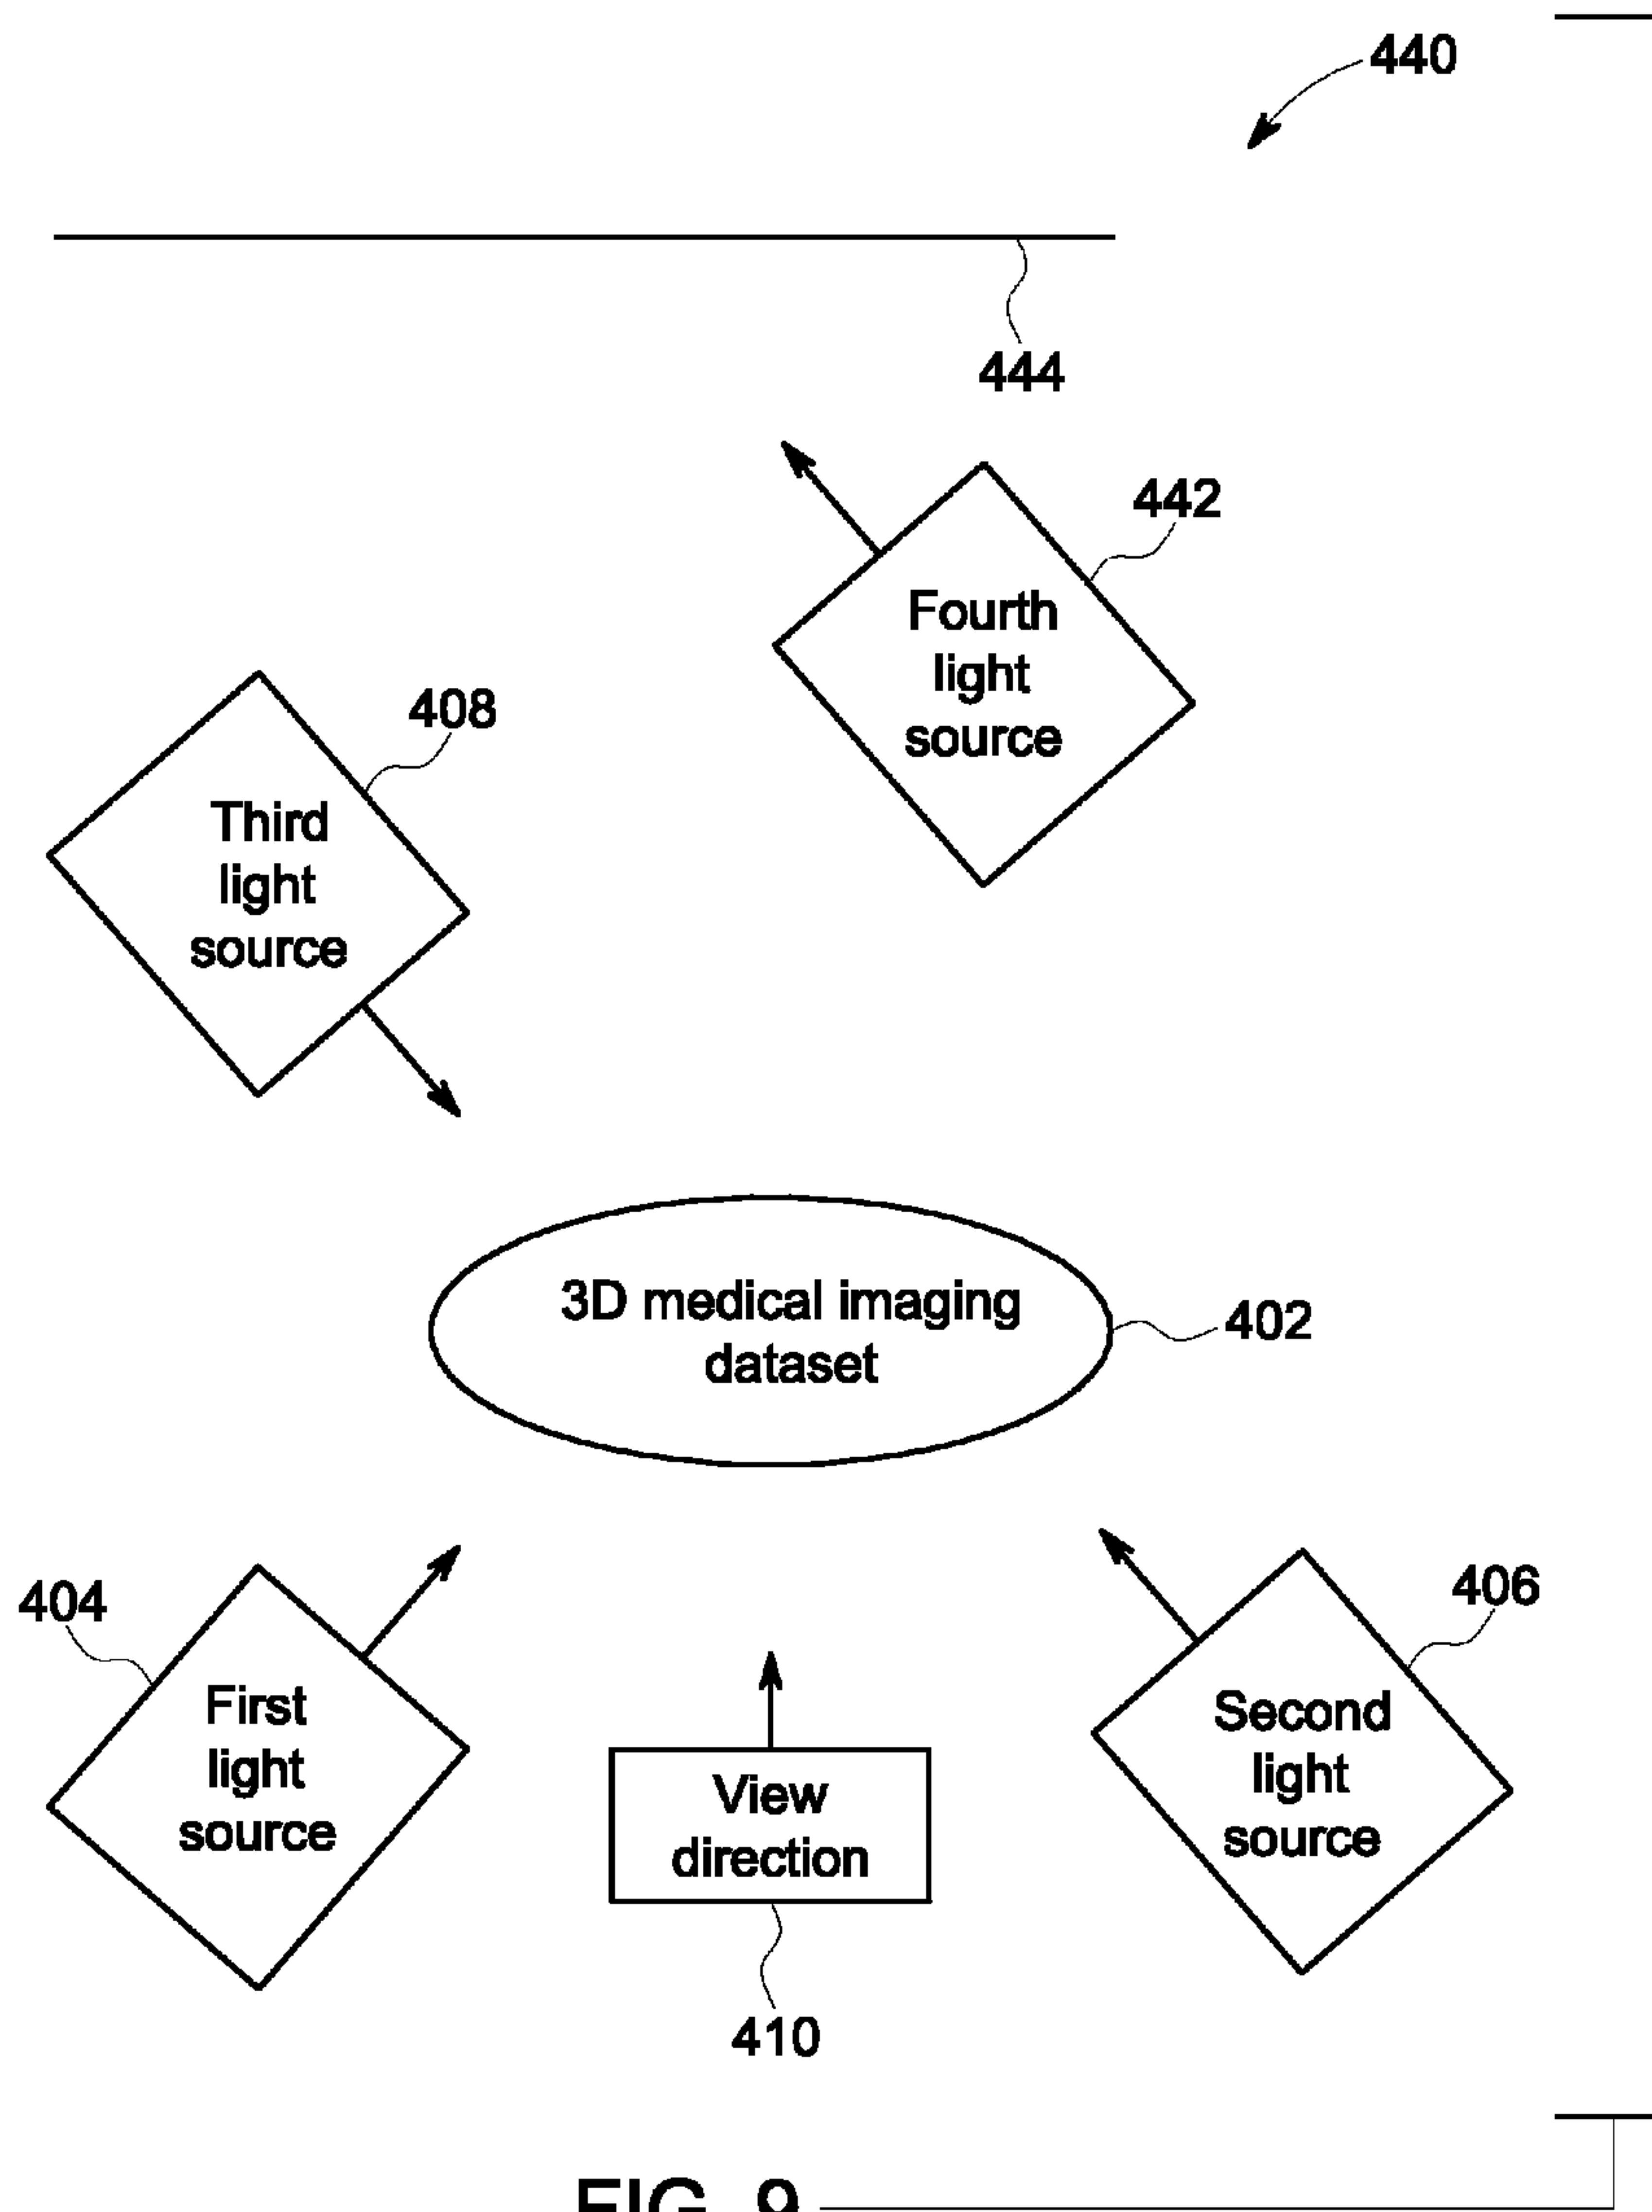 440
444
442
Fourth
light
source
408
Third
light
source
3D medical imaging
dataset
402
404
First
light
source
406
Second
light
source
View
direction
410
FIG. 9